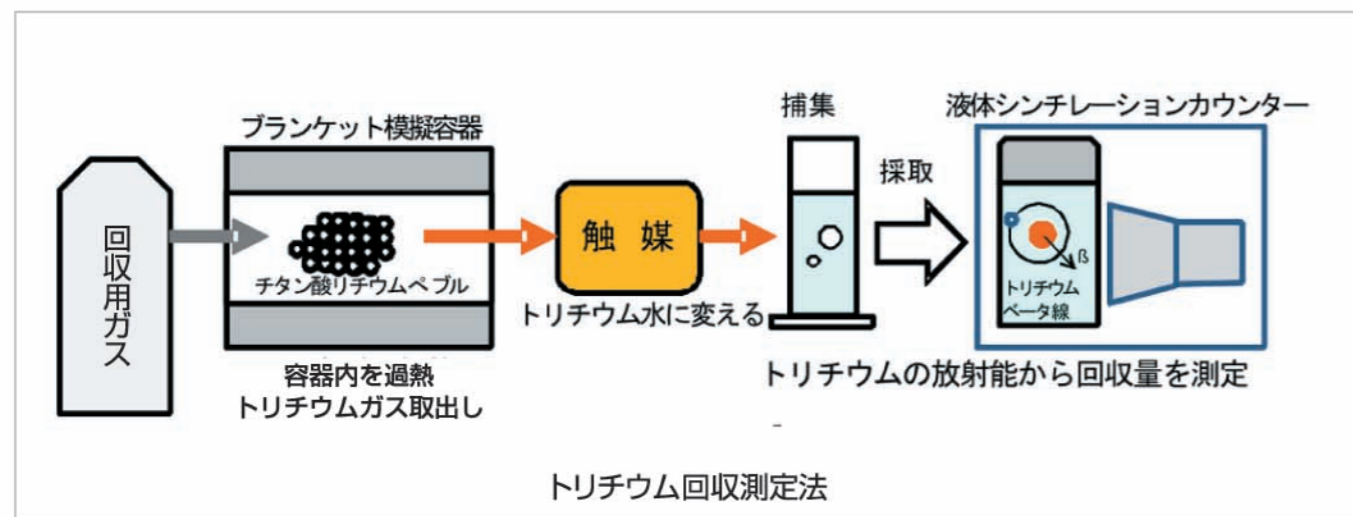 回収用ガス
ブランケット模擬容器
チタン酸リチウムペブル
容器内を過熱
トリチウムガス取出し
触媒
トリチウム水に変える
捕集
採取
液体シンチレーションカウンター
ß
トリチウム
ベータ線
トリチウムの放射能から回収量を測定
-
トリチウム回収測定法